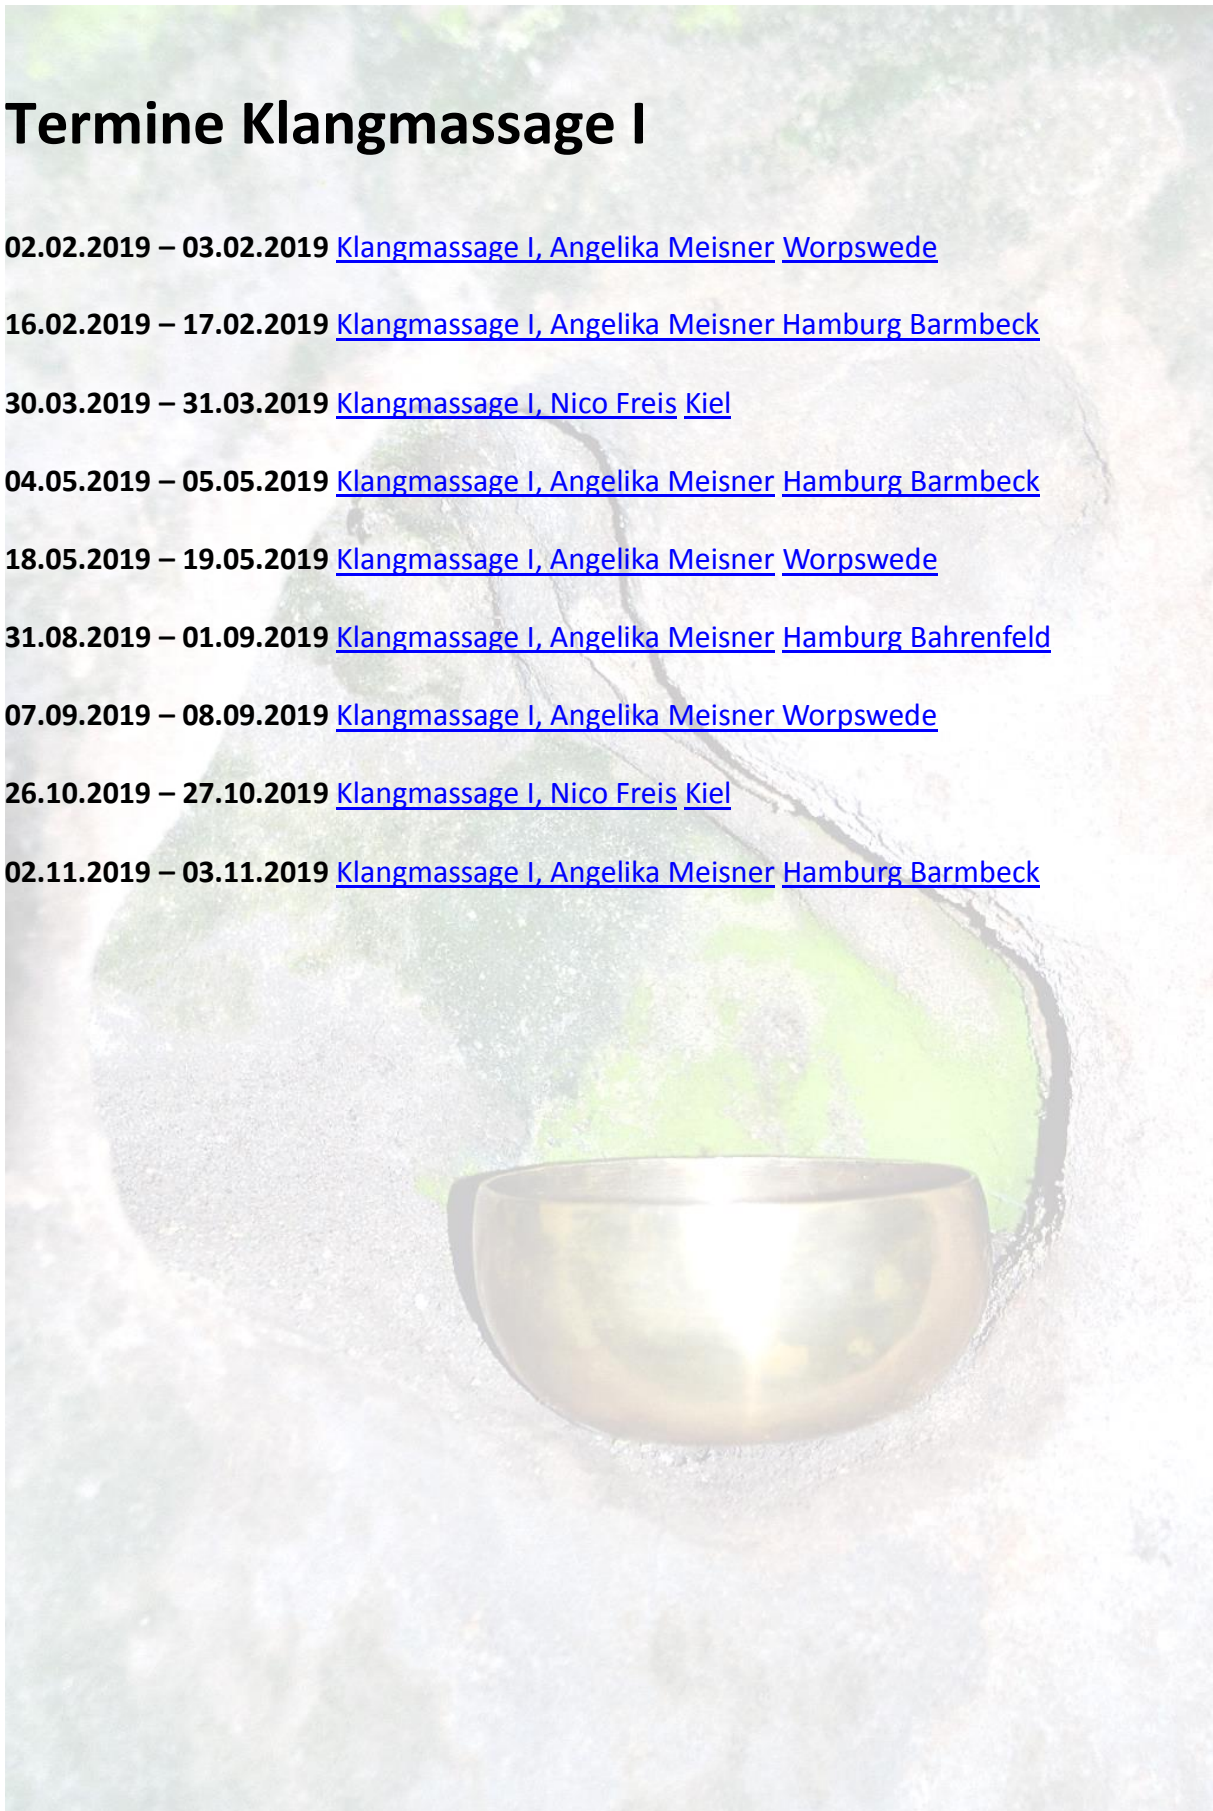 Termine Klangmassage I
02.02.2019 – 03.02.2019 Klangmassage I, Angelika Meisner Worpswede
16.02.2019 – 17.02.2019 Klangmassage I, Angelika Meisner Hamburg Barmbeck
30.03.2019 – 31.03.2019 Klangmassage I, Nico Freis Kiel
04.05.2019 – 05.05.2019 Klangmassage I, Angelika Meisner Hamburg Barmbeck
18.05.2019 – 19.05.2019 Klangmassage I, Angelika Meisner Worpswede
31.08.2019 – 01.09.2019 Klangmassage I, Angelika Meisner Hamburg Bahrenfeld
07.09.2019 – 08.09.2019 Klangmassage I, Angelika Meisner Worpswede
26.10.2019 – 27.10.2019 Klangmassage I, Nico Freis Kiel
02.11.2019 – 03.11.2019 Klangmassage I, Angelika Meisner Hamburg Barmbeck